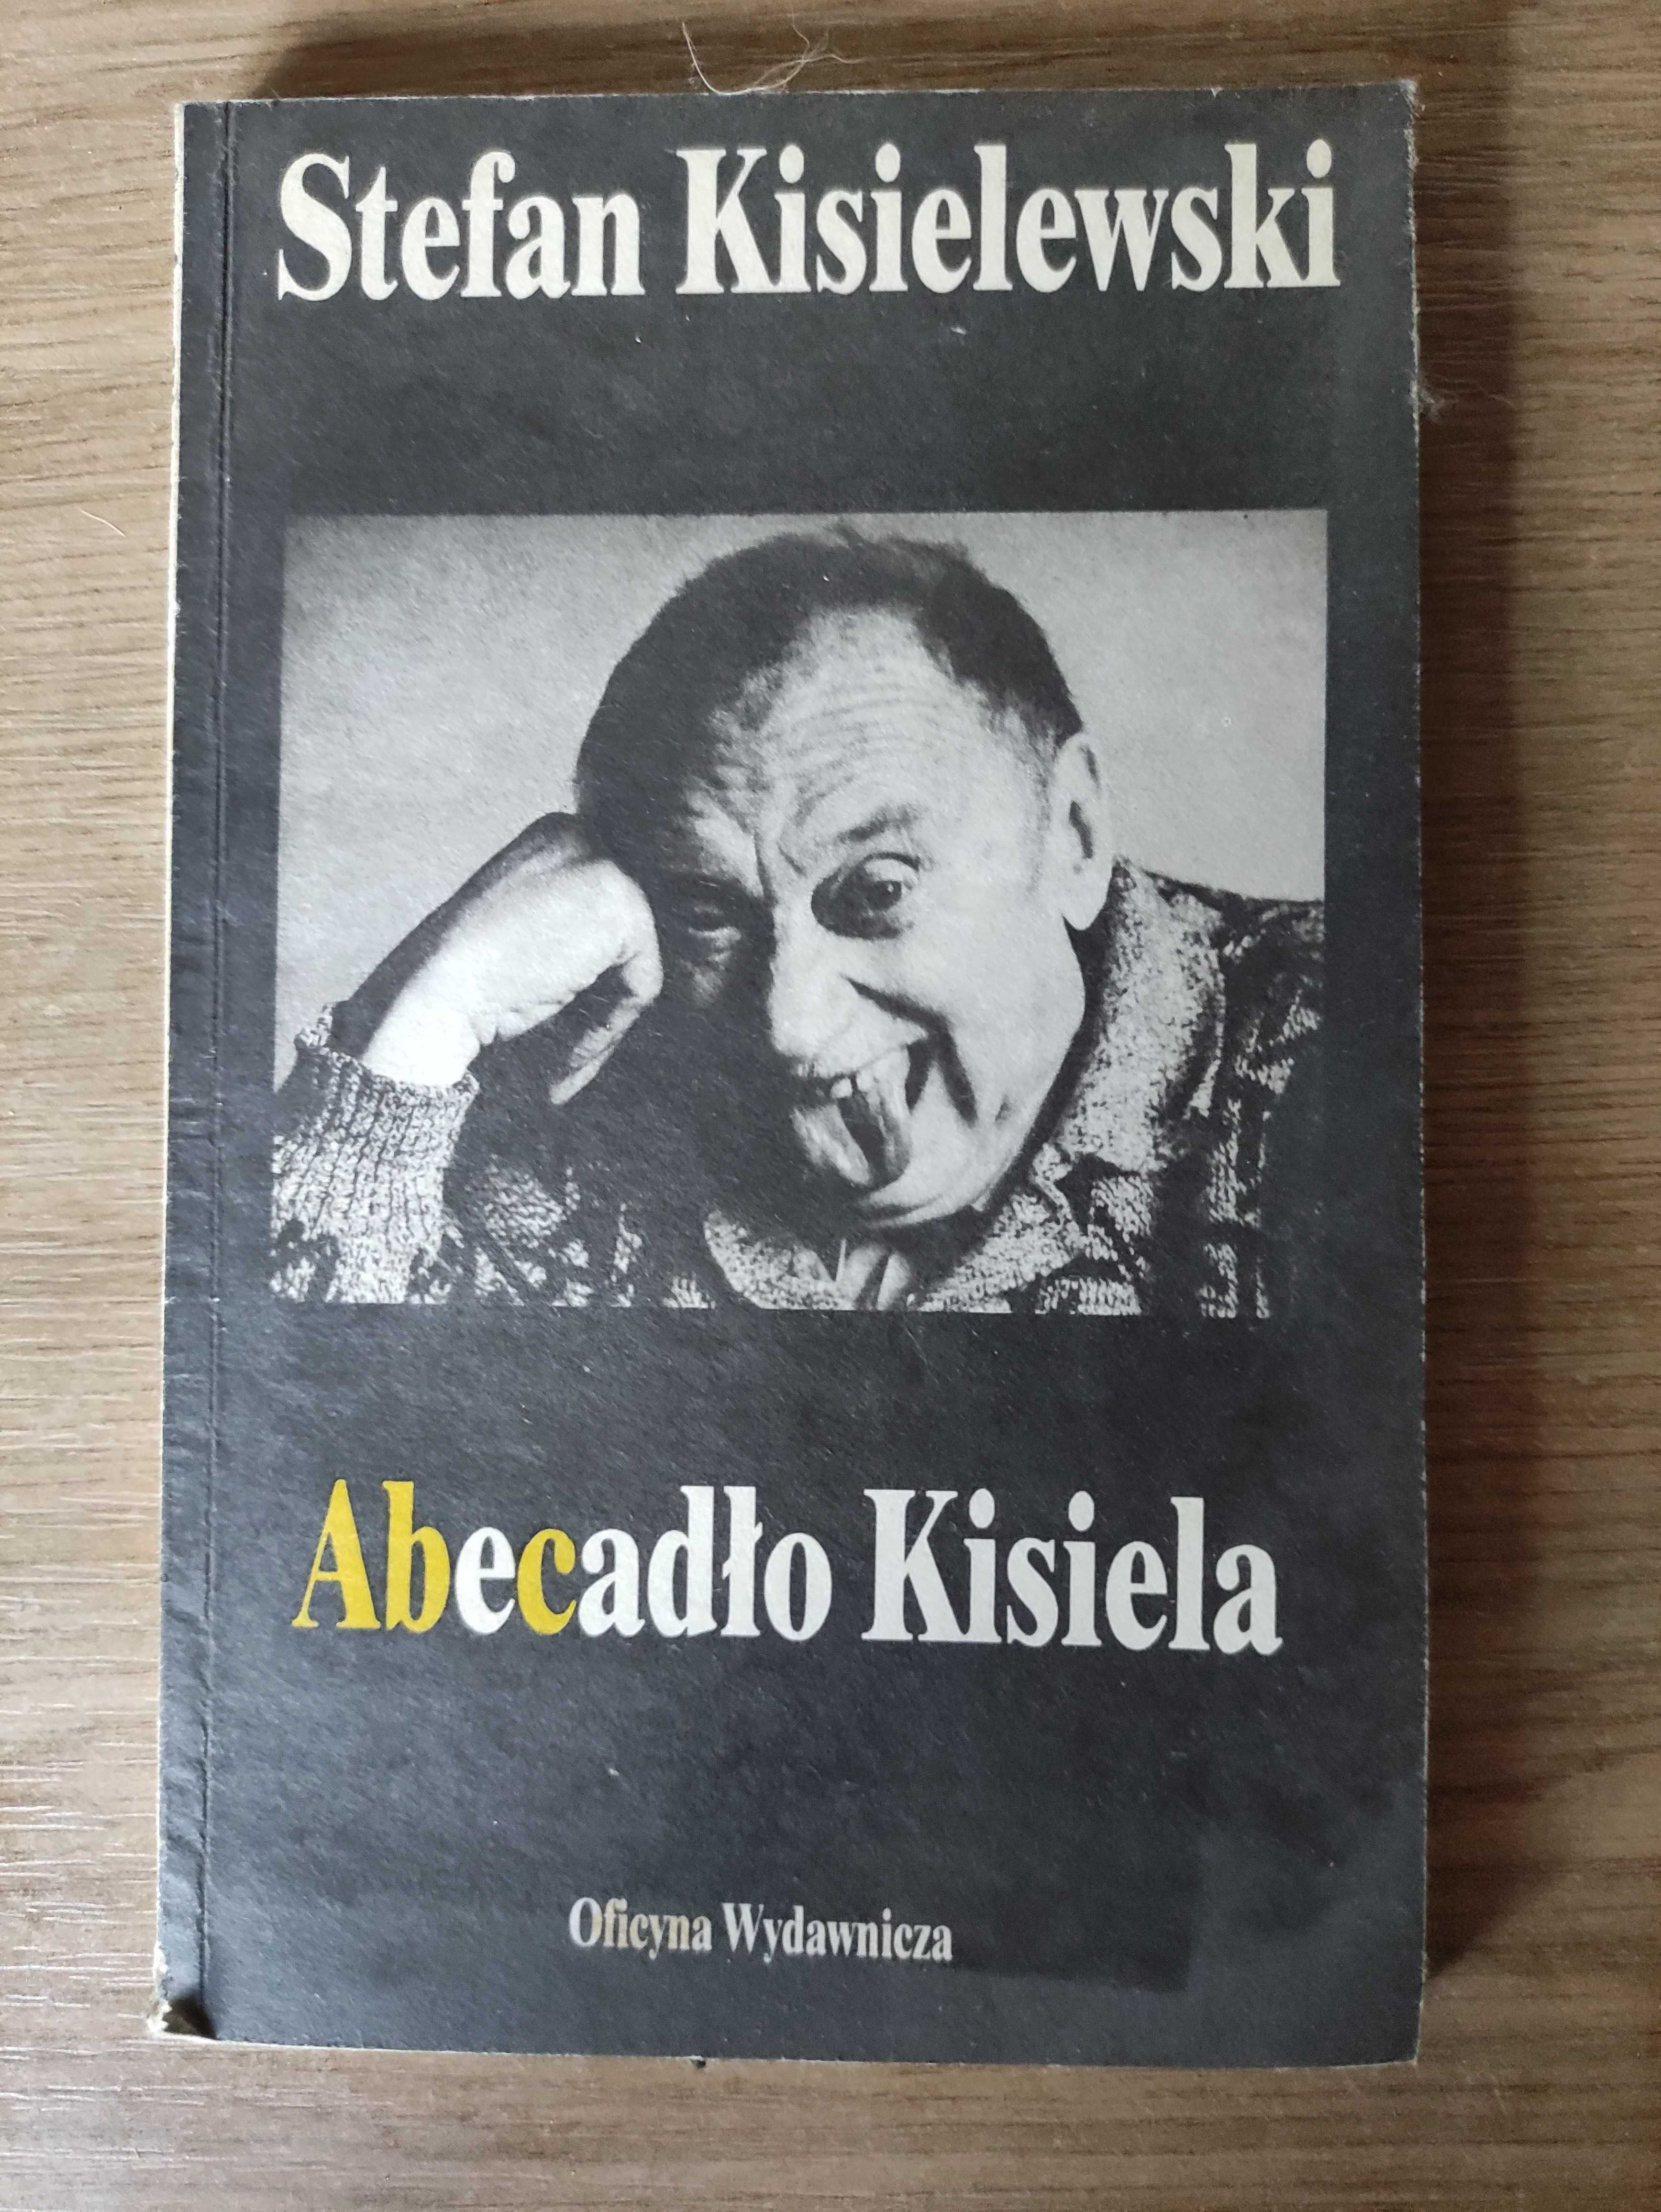 Stefan Kisielewski
Abecadło Kisiela
Oficyna Wydawnicza